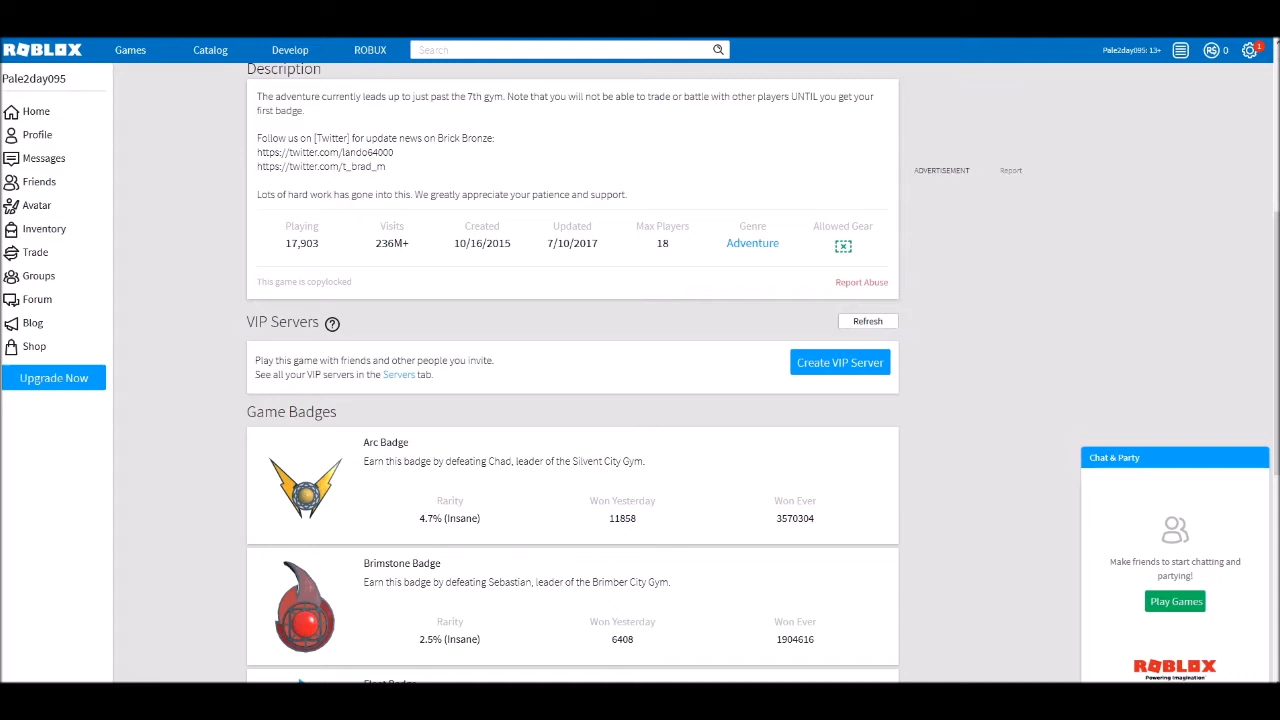 ROBLOX Games Catalog Develop ROBUX Search Pale2day095: 13+ R$ 0 1
Pale2day095
Home
Profile
Messages
Friends
Avatar
Inventory
Trade
Groups
Forum
Blog
Shop
Upgrade Now
Description
The adventure currently leads up to just past the 7th gym. Note that you will not be able to trade or battle with other players UNTIL you get your
first badge.
Follow us on [Twitter] for update news on Brick Bronze:
https://twitter.com/lando64000
https://twitter.com/t_brad_m
Lots of hard work has gone into this. We greatly appreciate your patience and support.
Playing Visits Created Updated Max Players Genre Allowed Gear
17,903 236M+ 10/16/2015 7/10/2017 18 Adventure
This game is copylocked Report Abuse
VIP Servers ? Refresh
Play this game with friends and other people you invite.
See all your VIP servers in the Servers tab.
Create VIP Server
Game Badges
Arc Badge
Earn this badge by defeating Chad, leader of the Silvent City Gym.
Rarity Won Yesterday Won Ever
4.7% (Insane) 11858 3570304
Brimstone Badge
Earn this badge by defeating Sebastian, leader of the Brimber City Gym.
Rarity Won Yesterday Won Ever
2.5% (Insane) 6408 1904616
ADVERTISEMENT Report
Chat & Party
Make friends to start chatting and
partying!
Play Games
ROBLOX
Powering Imagination™